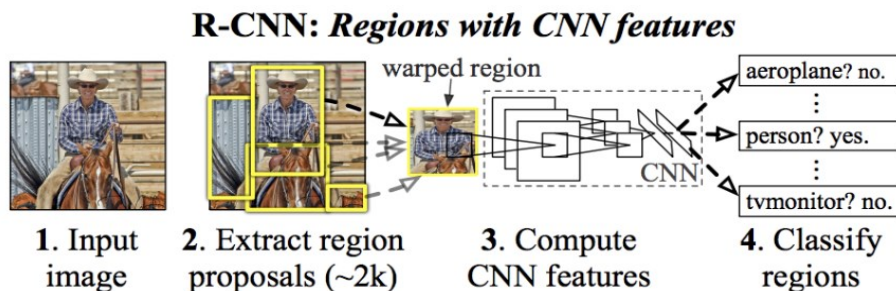 R-CNN: Regions with CNN features
warped region
aeroplane? no.
⋮
person? yes.
⋮
tvmonitor? no.
CNN
1. Input
image
2. Extract region
proposals (~2k)
3. Compute
CNN features
4. Classify
regions